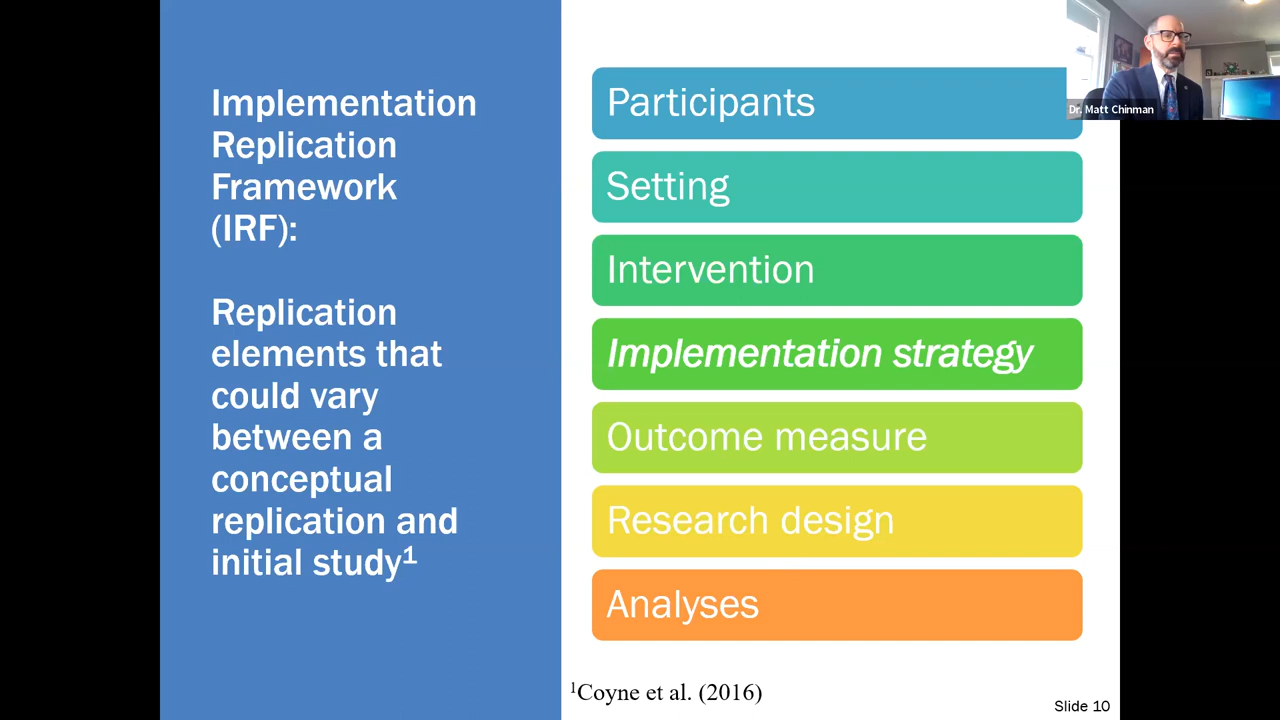 Implementation
Replication
Framework
(IRF):
Replication
elements that
could vary
between a
conceptual
replication and
initial study¹
Participants
Setting
Intervention
Implementation strategy
Outcome measure
Research design
Analyses
¹Coyne et al. (2016)
Slide 10
Dr. Matt Chinman